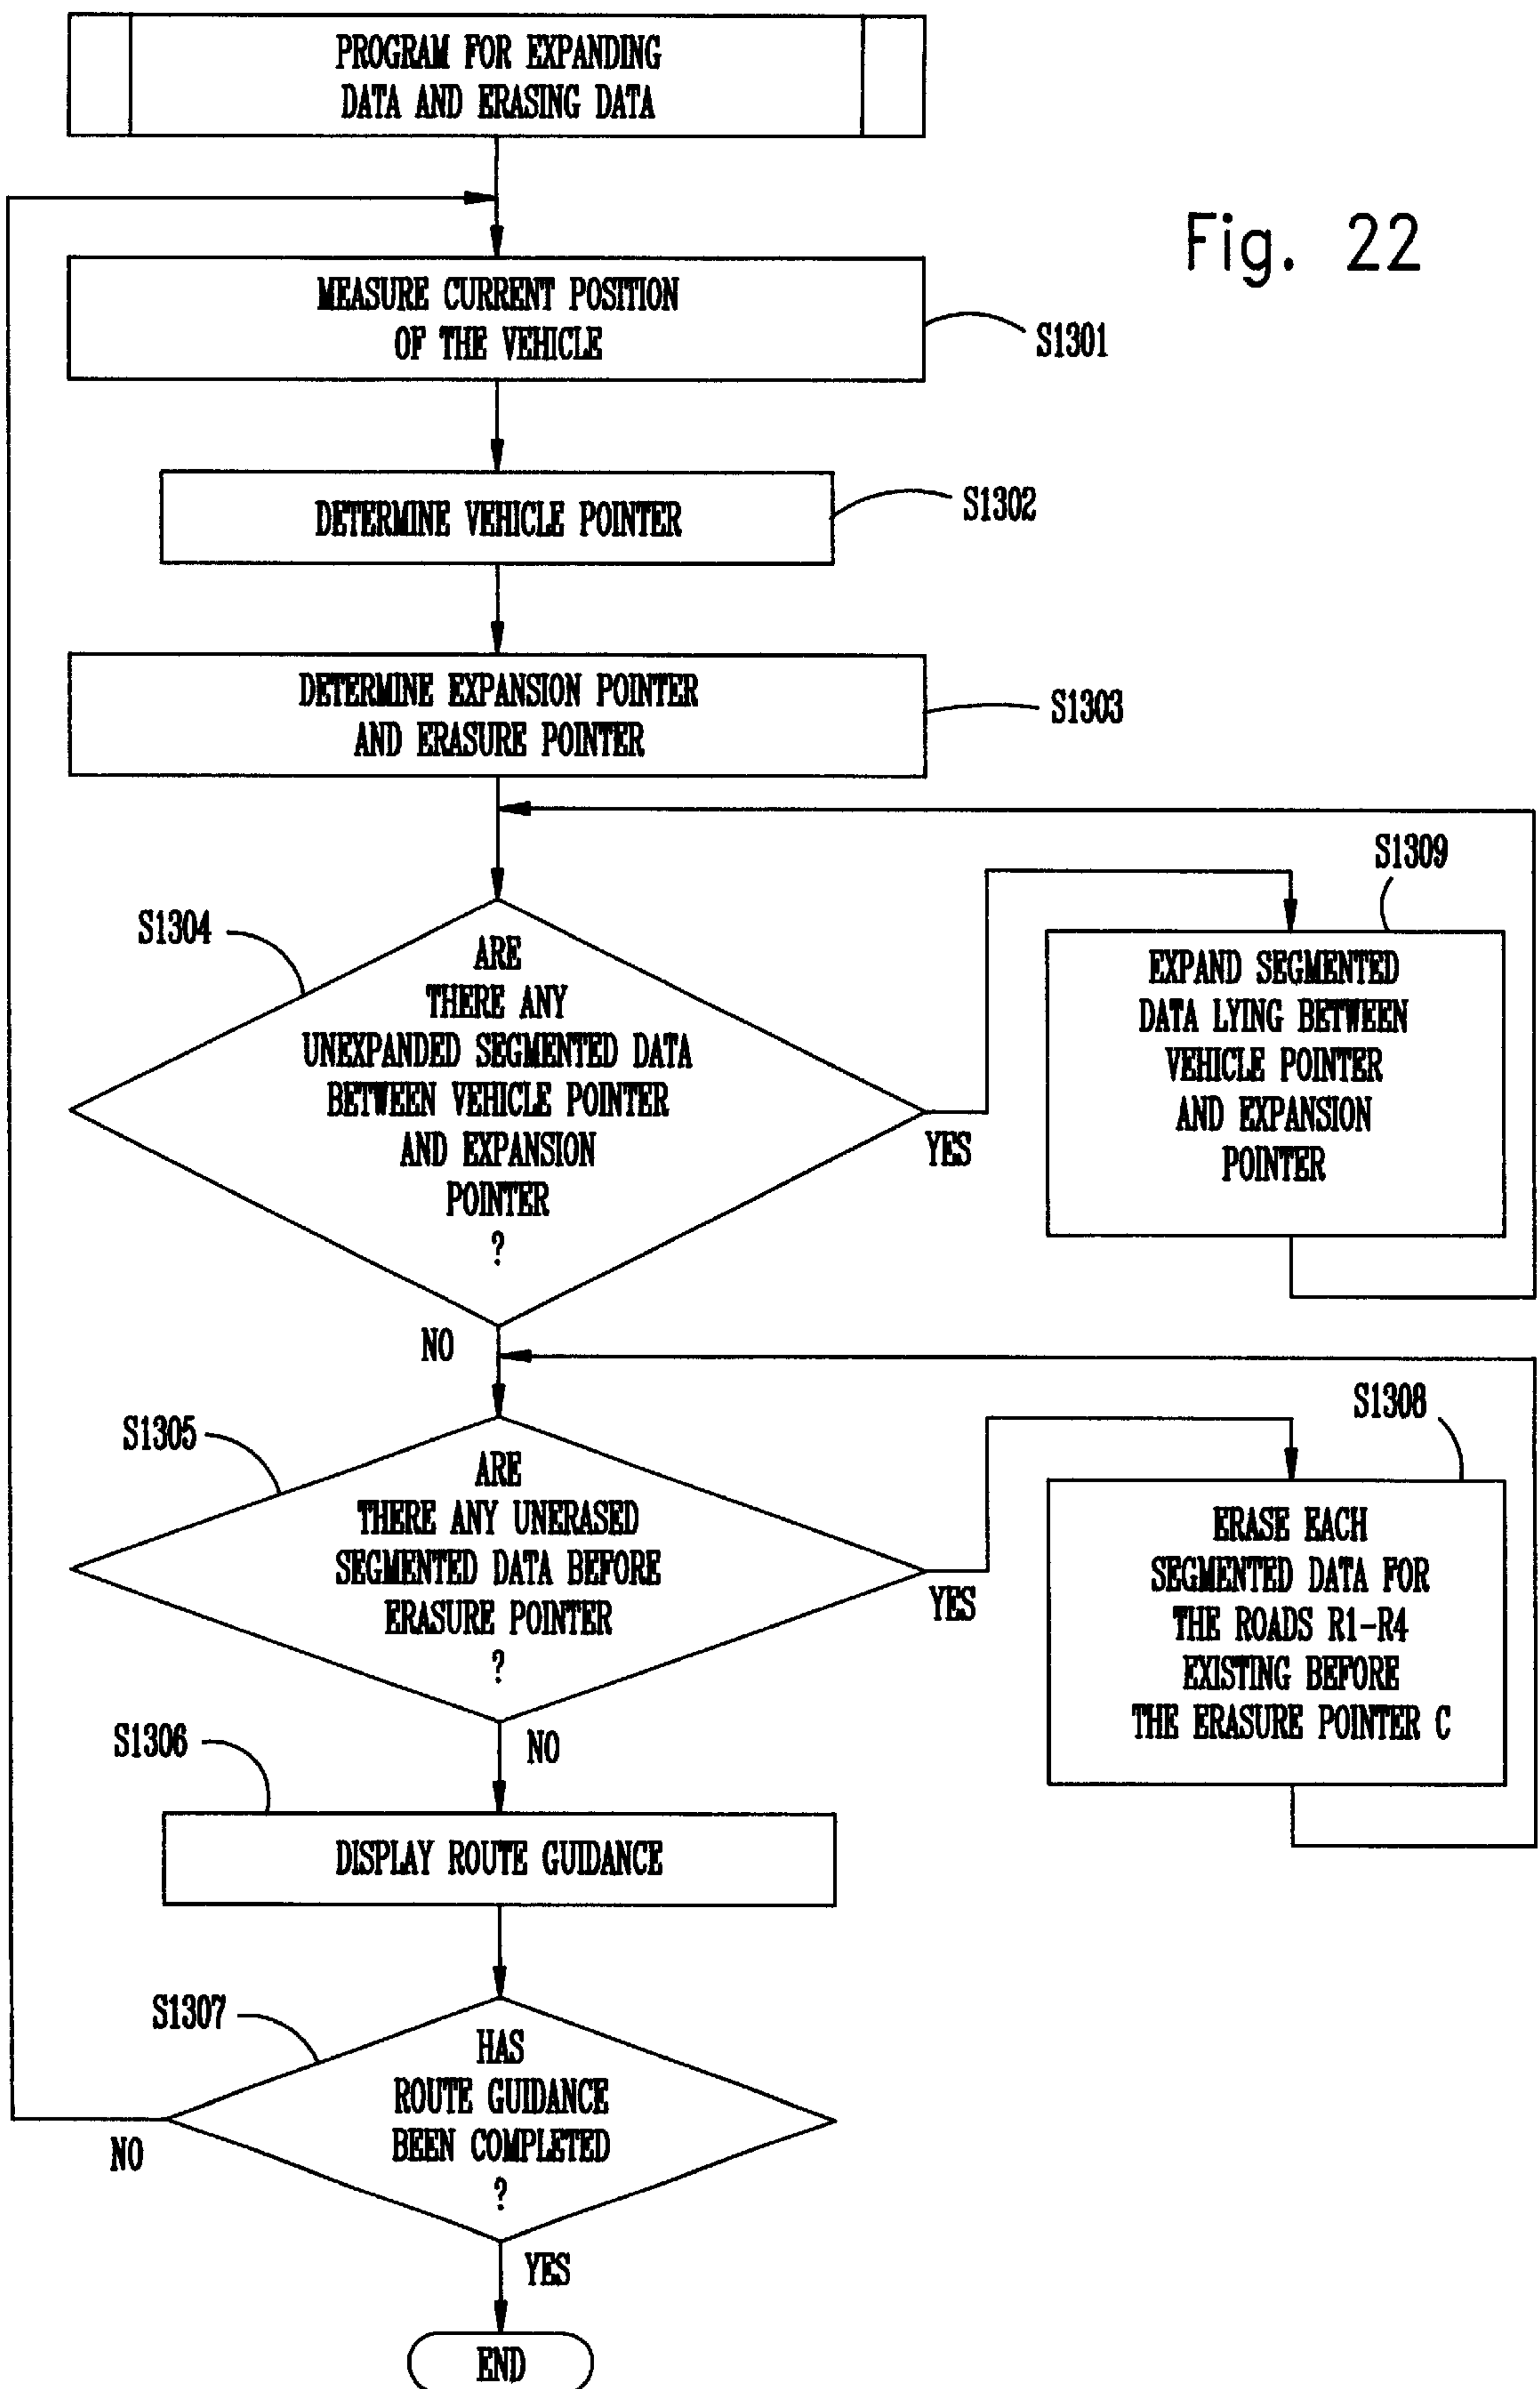 PROGRAM FOR EXPANDING
DATA AND ERASING DATA
Fig. 22
MEASURE CURRENT POSITION
OF THE VEHICLE
S1301
DETERMINE VEHICLE POINTER
S1302
DETERMINE EXPANSION POINTER
AND ERASURE POINTER
S1303
S1304
ARE
THERE ANY
UNEXPANDED SEGMENTED DATA
BETWEEN VEHICLE POINTER
AND EXPANSION
POINTER
?
YES
NO
S1309
EXPAND SEGMENTED
DATA LYING BETWEEN
VEHICLE POINTER
AND EXPANSION
POINTER
S1305
ARE
THERE ANY UNERASED
SEGMENTED DATA BEFORE
ERASURE POINTER
?
YES
NO
S1308
ERASE EACH
SEGMENTED DATA FOR
THE ROADS R1-R4
EXISTING BEFORE
THE ERASURE POINTER C
S1306
DISPLAY ROUTE GUIDANCE
S1307
HAS
ROUTE GUIDANCE
BEEN COMPLETED
?
NO
YES
END